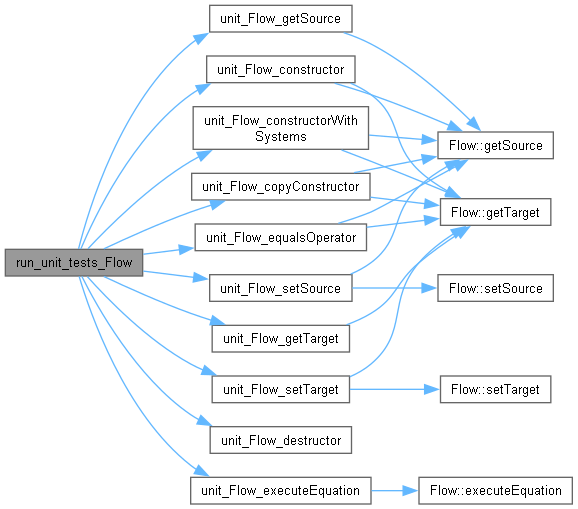 run_unit_tests_Flow
unit_Flow_getSource
unit_Flow_constructor
unit_Flow_constructorWith
Systems
unit_Flow_copyConstructor
unit_Flow_equalsOperator
unit_Flow_setSource
unit_Flow_getTarget
unit_Flow_setTarget
unit_Flow_destructor
unit_Flow_executeEquation
Flow::getSource
Flow::getTarget
Flow::setSource
Flow::setTarget
Flow::executeEquation